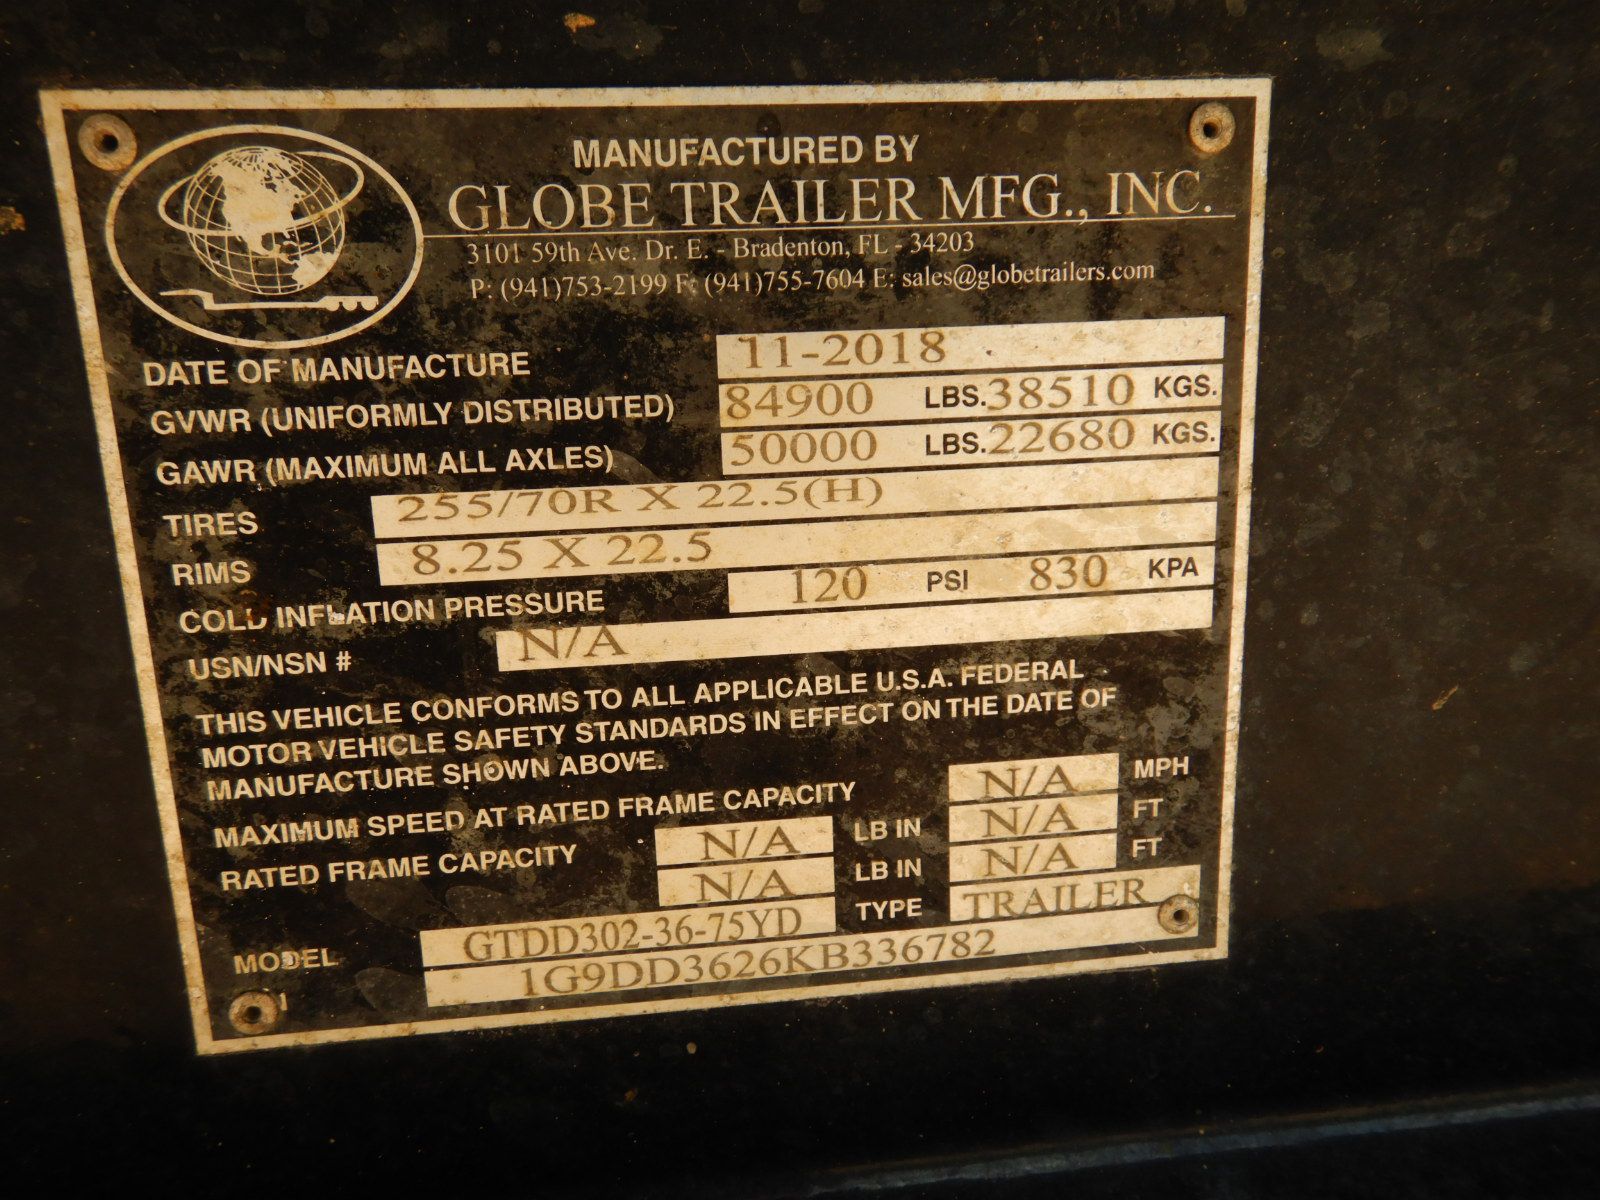 MANUFACTURED BY
GLOBE TRAILER MFG., INC.
3101 59th Ave. Dr. E. - Bradenton, FL - 34203
P: (941)753-2199 F: (941)755-7604 E: sales@globetrailers.com
DATE OF MANUFACTURE 11-2018
GVWR (UNIFORMLY DISTRIBUTED) 84900 LBS. 38510 KGS.
GAWR (MAXIMUM ALL AXLES) 50000 LBS. 22680 KGS.
TIRES 255/70R X 22.5(H)
RIMS 8.25 X 22.5
COLD INFLATION PRESSURE 120 PSI 830 KPA
USN/NSN # N/A
THIS VEHICLE CONFORMS TO ALL APPLICABLE U.S.A. FEDERAL
MOTOR VEHICLE SAFETY STANDARDS IN EFFECT ON THE DATE OF
MANUFACTURE SHOWN ABOVE.
MAXIMUM SPEED AT RATED FRAME CAPACITY N/A MPH
RATED FRAME CAPACITY N/A LB IN N/A FT
N/A LB IN N/A FT
MODEL GTDD302-36-75YD TYPE TRAILER
1G9DD3626KB336782